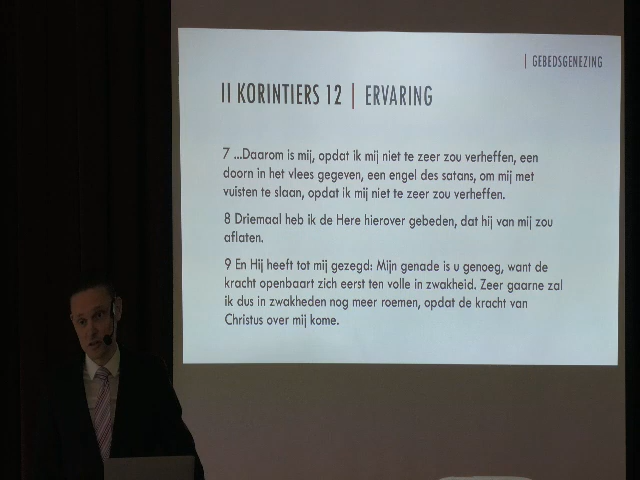 | GEBEDSGENEZING
II KORINTIERS 12 | ERVARING
7 ...Daarom is mij, opdat ik mij niet te zeer zou verheffen, een
doorn in het vlees gegeven, een engel des satans, om mij met
vuisten te slaan, opdat ik mij niet te zeer zou verheffen.
8 Driemaal heb ik de Here hierover gebeden, dat hij van mij zou
aflaten.
9 En Hij heeft tot mij gezegd: Mijn genade is u genoeg, want de
kracht openbaart zich eerst ten volle in zwakheid. Zeer gaarne zal
ik dus in zwakheden nog meer roemen, opdat de kracht van
Christus over mij kome.